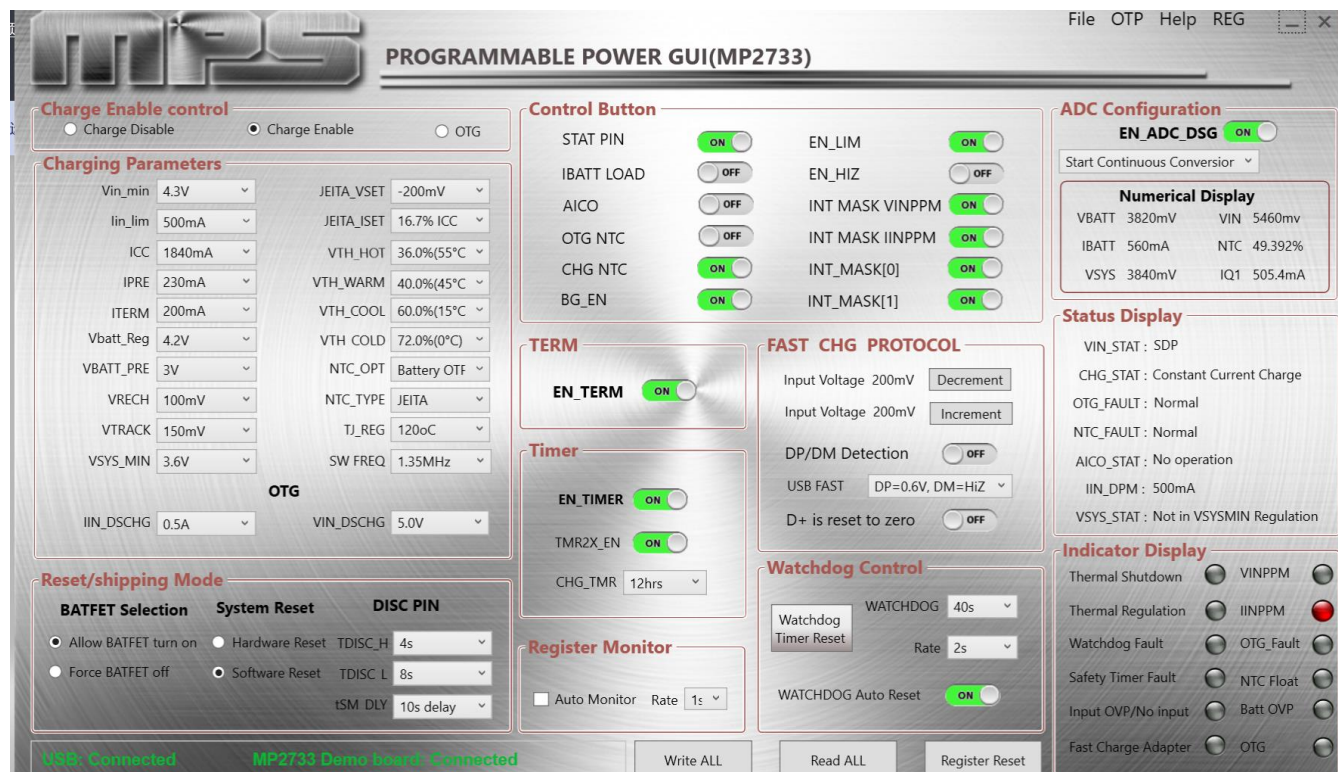 mps
File OTP Help REG
PROGRAMMABLE POWER GUI(MP2733)
Charge Enable control
Charge Disable
Charge Enable
OTG
Charging Parameters
Vin_min 4.3V
Iin_lim 500mA
ICC 1840mA
IPRE 230mA
ITERM 200mA
Vbatt_Reg 4.2V
VBATT_PRE 3V
VRECH 100mV
VTRACK 150mV
VSYS_MIN 3.6V
JEITA_VSET -200mV
JEITA_ISET 16.7% ICC
VTH_HOT 36.0%(55°C
VTH_WARM 40.0%(45°C
VTH_COOL 60.0%(15°C
VTH COLD 72.0%(0°C)
NTC_OPT Battery OTF
NTC_TYPE JEITA
TJ_REG 120oC
SW FREQ 1.35MHz
OTG
IIN_DSCHG 0.5A
VIN_DSCHG 5.0V
Reset/shipping Mode
BATFET Selection
Allow BATFET turn on
Force BATFET off
System Reset
Hardware Reset
Software Reset
DISC PIN
TDISC_H 4s
TDISC L 8s
tSM DLY 10s delay
Control Button
STAT PIN ON
IBATT LOAD OFF
AICO OFF
OTG NTC OFF
CHG NTC ON
BG_EN ON
EN_LIM ON
EN_HIZ OFF
INT MASK VINPPM ON
INT MASK IINPPM ON
INT_MASK[0] ON
INT_MASK[1] ON
TERM
EN_TERM ON
Timer
EN_TIMER ON
TMR2X_EN ON
CHG_TMR 12hrs
Register Monitor
Auto Monitor Rate 1s
FAST CHG PROTOCOL
Input Voltage 200mV Decrement
Input Voltage 200mV Increment
DP/DM Detection OFF
USB FAST DP=0.6V, DM=HiZ
D+ is reset to zero OFF
Watchdog Control
Watchdog
Timer Reset
WATCHDOG 40s
Rate 2s
WATCHDOG Auto Reset ON
ADC Configuration
EN_ADC_DSG ON
Start Continuous Conversior
Numerical Display
VBATT 3820mV VIN 5460mv
IBATT 560mA NTC 49.392%
VSYS 3840mV IQ1 505.4mA
Status Display
VIN_STAT : SDP
CHG_STAT : Constant Current Charge
OTG_FAULT : Normal
NTC_FAULT : Normal
AICO_STAT : No operation
IIN_DPM : 500mA
VSYS_STAT : Not in VSYSMIN Regulation
Indicator Display
Thermal Shutdown VINPPM
Thermal Regulation IINPPM
Watchdog Fault OTG_Fault
Safety Timer Fault NTC Float
Input OVP/No input Batt OVP
Fast Charge Adapter OTG
USB: Connected MP2733 Demo board: Connected
Write ALL
Read ALL
Register Reset